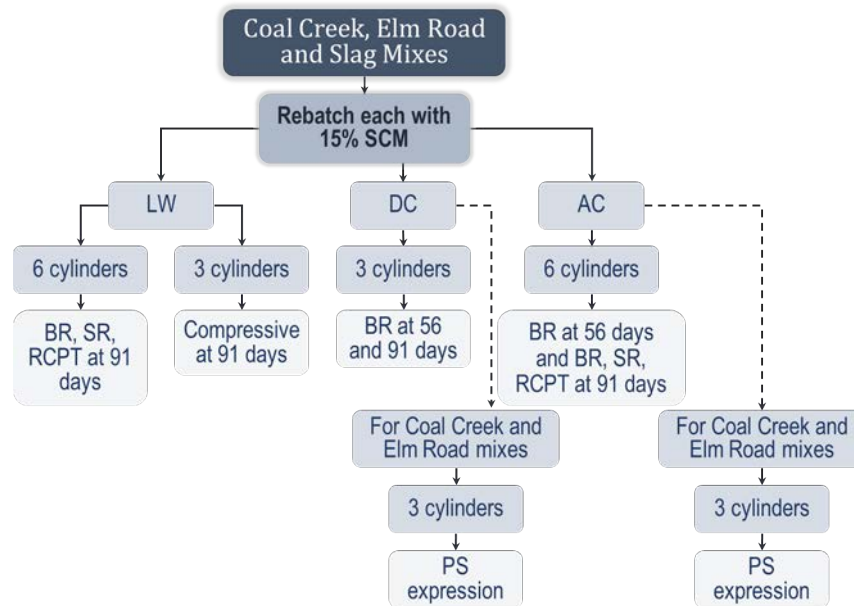 Coal Creek, Elm Road
and Slag Mixes
Rebatch each with
15% SCM
LW
DC
AC
6 cylinders
3 cylinders
3 cylinders
6 cylinders
BR, SR,
RCPT at 91
days
Compressive
at 91 days
BR at 56
and 91 days
BR at 56 days
and BR, SR,
RCPT at 91 days
For Coal Creek and
Elm Road mixes
For Coal Creek and
Elm Road mixes
3 cylinders
3 cylinders
PS
expression
PS
expression